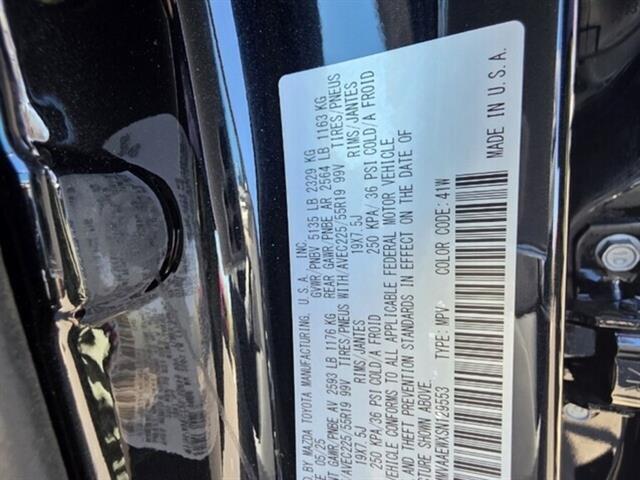 D BY MAZDA TOYOTA MANUFACTURING, U.S.A., INC.
E 05/25 GVWR/PNBV 5135 LB 2329 KG
NT GAWR/PNBE AV 2593 LB 1176 KG REAR GAWR/PNBE AR 2564 LB 1163 KG
AVEC225/55R19 99V TIRES/PNEUS WITH/AVEC225/55R19 99V TIRES/PNEUS
19X7.5J RIMS/JANTES 19X7.5J RIMS/JANTES
250 KPA/36 PSI COLD/A FROID 250 KPA/36 PSI COLD/A FROID
VEHICLE CONFORMS TO ALL APPLICABLE FEDERAL MOTOR VEHICLE
& THEFT PREVENTION STANDARDS IN EFFECT ON THE DATE OF
TURE SHOWN ABOVE.
129553 TYPE: MPV COLOR CODE: 41W
MADE IN U.S.A.